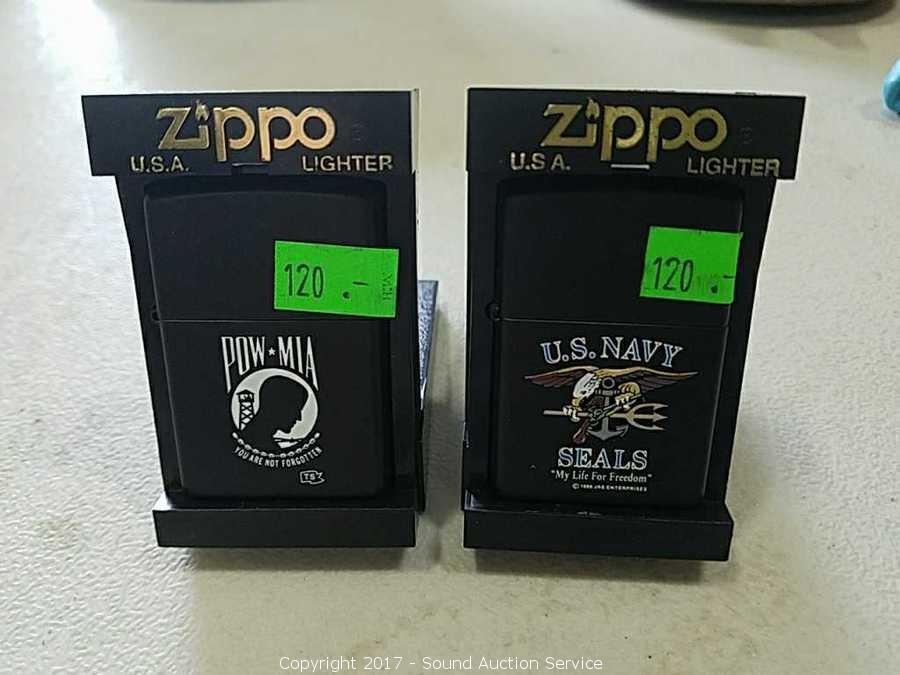 zippo
U.S.A. LIGHTER
120 .-
POW★MIA
YOU ARE NOT FORGOTTEN
TS
zippo
U.S.A. LIGHTER
120 .-
U.S. NAVY
SEALS
"My Life For Freedom"
Copyright 2017 - Sound Auction Service